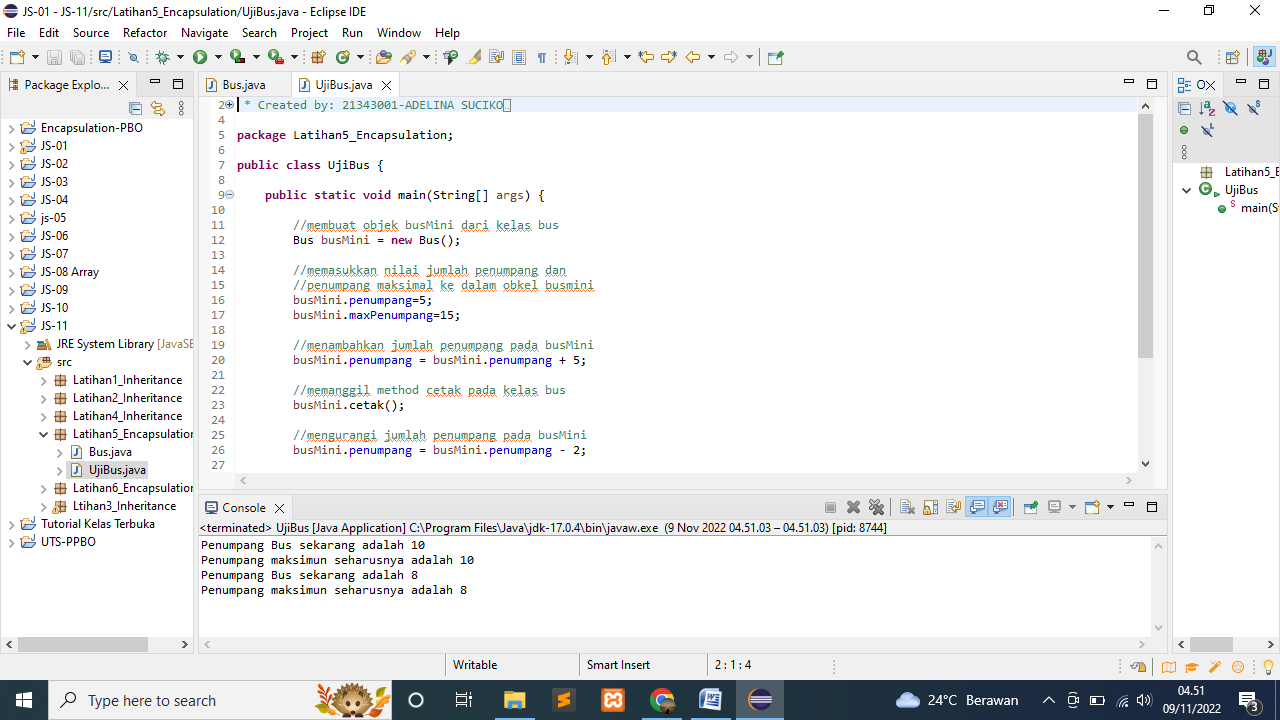 JS-01 - JS-11/src/Latihan5_Encapsulation/UjiBus.java - Eclipse IDE
File Edit Source Refactor Navigate Search Project Run Window Help
Package Explo...
Encapsulation-PBO
JS-01
JS-02
JS-03
JS-04
js-05
JS-06
JS-07
JS-08 Array
JS-09
JS-10
JS-11
JRE System Library [JavaSE
src
Latihan1_Inheritance
Latihan2_Inheritance
Latihan4_Inheritance
Latihan5_Encapsulation
Bus.java
UjiBus.java
Latihan6_Encapsulation
Ltihan3_Inheritance
Tutorial Kelas Terbuka
UTS-PPBO
Bus.java UjiBus.java
2 * Created by: 21343001-ADELINA SUCIKO
4
5 package Latihan5_Encapsulation;
6
7 public class UjiBus {
8
9 public static void main(String[] args) {
10
11 //membuat objek busMini dari kelas bus
12 Bus busMini = new Bus();
13
14 //memasukkan nilai jumlah penumpang dan
15 //penumpang maksimal ke dalam obkel busmini
16 busMini.penumpang=5;
17 busMini.maxPenumpang=15;
18
19 //menambahkan jumlah penumpang pada busMini
20 busMini.penumpang = busMini.penumpang + 5;
21
22 //memanggil method cetak pada kelas bus
23 busMini.cetak();
24
25 //mengurangi jumlah penumpang pada busMini
26 busMini.penumpang = busMini.penumpang - 2;
27
O
Latihan5_E
UjiBus
main(S
Console
<terminated> UjiBus [Java Application] C:\Program Files\Java\jdk-17.0.4\bin\javaw.exe (9 Nov 2022 04.51.03 – 04.51.03) [pid: 8744]
Penumpang Bus sekarang adalah 10
Penumpang maksimun seharusnya adalah 10
Penumpang Bus sekarang adalah 8
Penumpang maksimun seharusnya adalah 8
Writable Smart Insert 2 : 1 : 4
Type here to search
24°C Berawan
04.51
09/11/2022
3